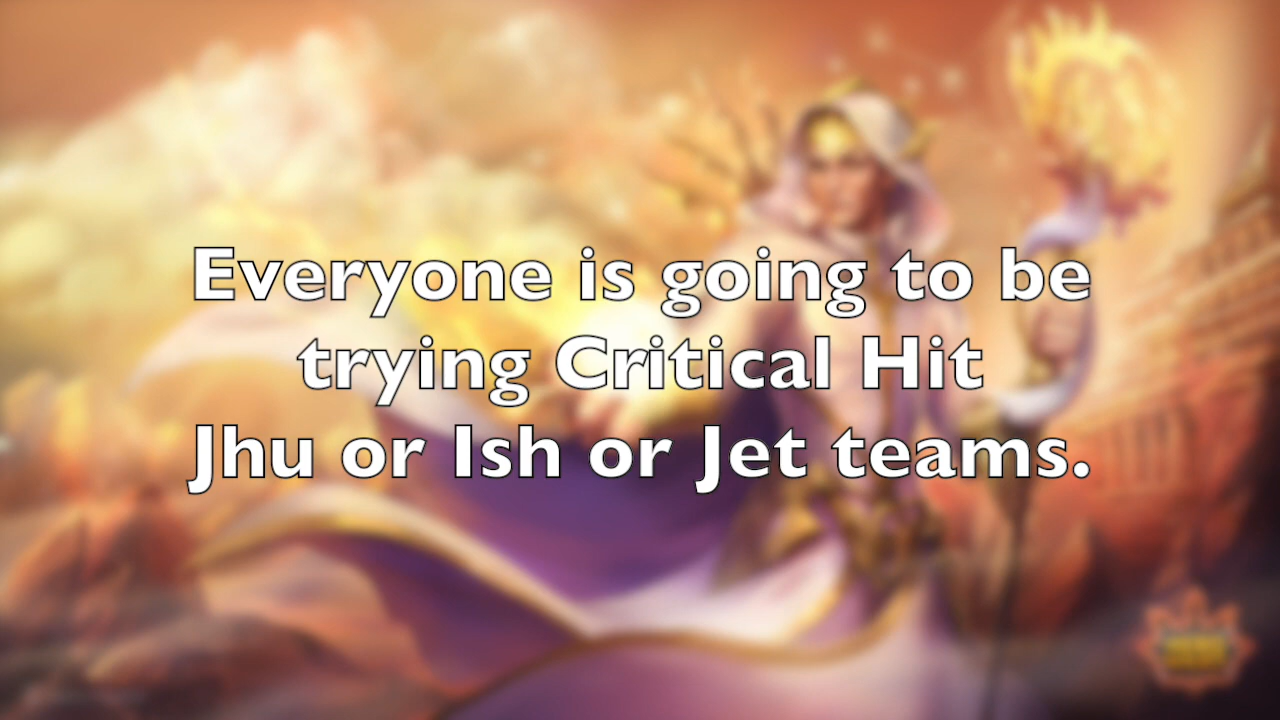 Everyone is going to be
trying Critical Hit
Jhu or Ish or Jet teams.